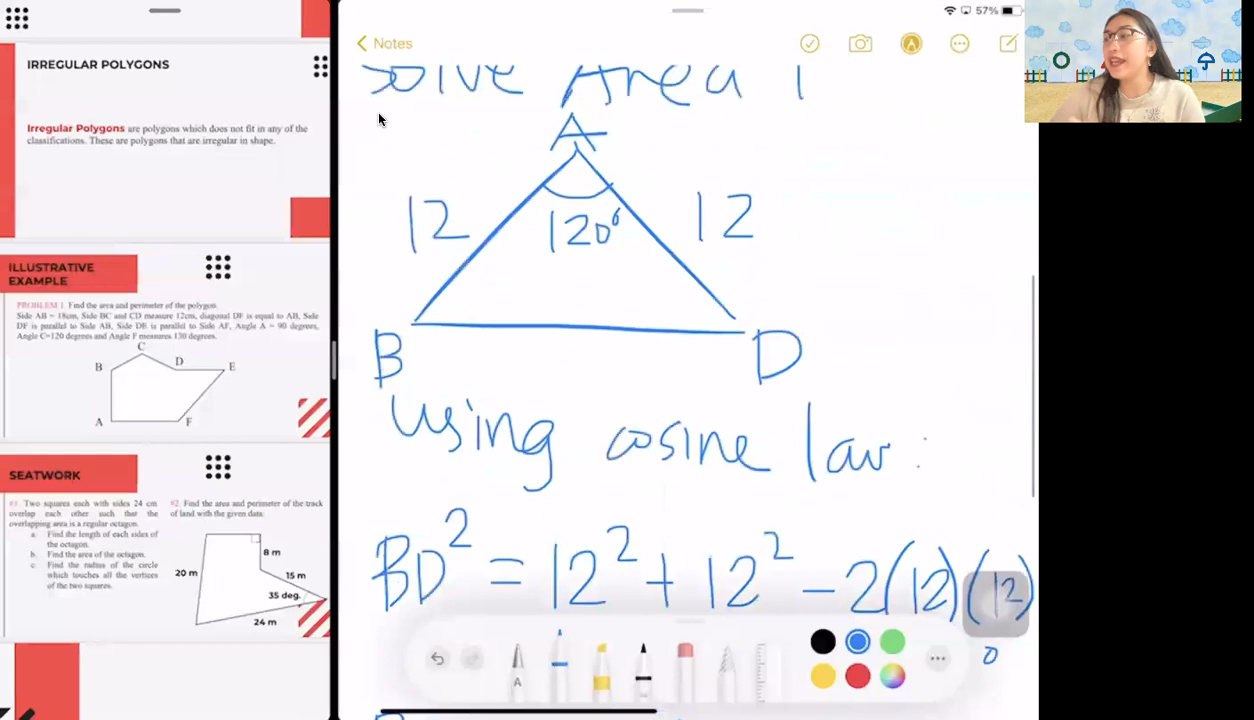 IRREGULAR POLYGONS
Irregular Polygons are polygons which does not fit in any of the
classifications. These are polygons that are irregular in shape.
ILLUSTRATIVE
EXAMPLE
PROBLEM 1. Find the area and perimeter of the polygon.
Side AB = 18cm, Side BC and CD measure 12cm, diagonal DF is equal to AB, Side
DF is parallel to Side AB, Side DE is parallel to Side AF, Angle A = 90 degrees,
Angle C=120 degrees and Angle F measures 130 degrees.
C
B
D
E
A
F
SEATWORK
#1. Two squares each with sides 24 cm
overlap each other such that the
overlapping area is a regular octagon.
a. Find the length of each sides of
the octagon.
b. Find the area of the octagon.
c. Find the radius of the circle
which touches all the vertices
of the two squares.
#2. Find the area and perimeter of the track
of land with the given data.
8 m
20 m
15 m
35 deg.
24 m
57%
Notes
Solve Area 1
A
12
120°
12
B
D
using cosine law:
BD² = 12² + 12² - 2(12)(12)
A